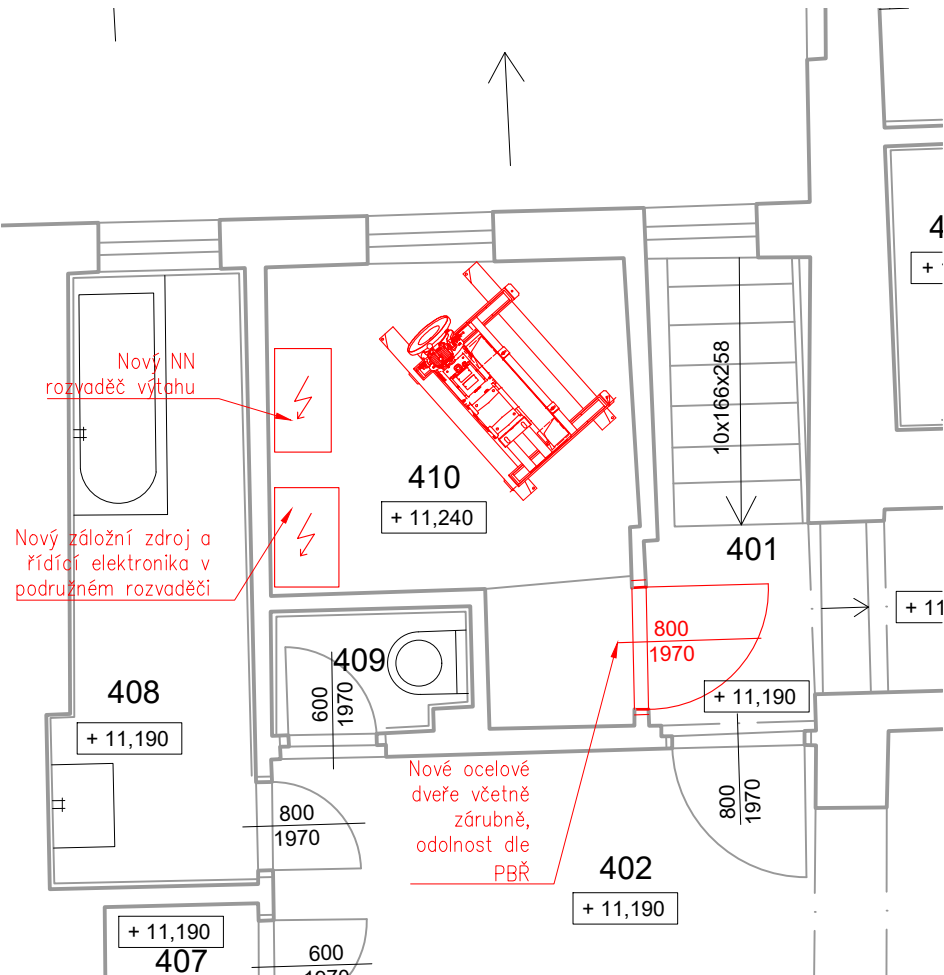 4
+
Nový NN
rozvaděč výtahu
10x166x258
410
+ 11,240
Nový záložní zdroj a
řídící elektronika v
podružném rozvaděči
401
+ 11
800
1970
409
600
1970
408
+ 11,190
+ 11,190
Nové ocelové
dveře včetně
zárubně,
odolnost dle
PBŘ
800
1970
800
1970
402
+ 11,190
+ 11,190
407
600
1970